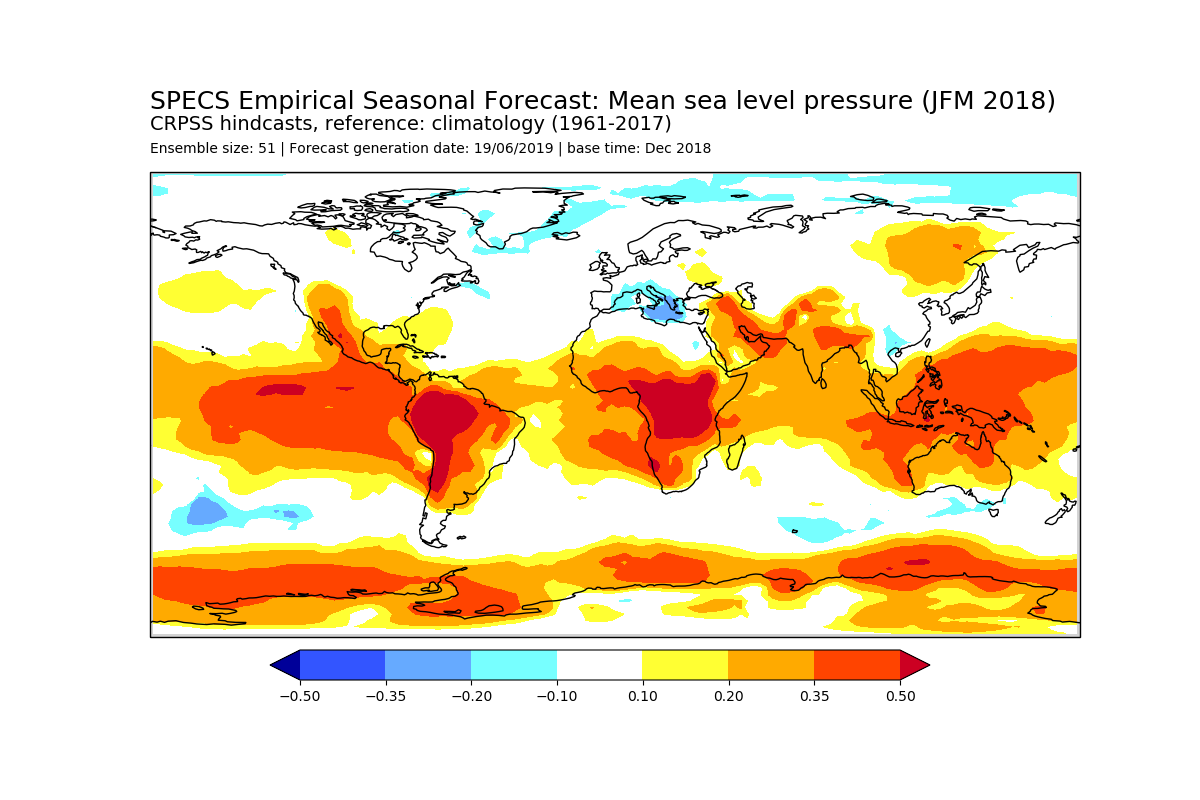 SPECS Empirical Seasonal Forecast: Mean sea level pressure (JFM 2018)
CRPSS hindcasts, reference: climatology (1961-2017)
Ensemble size: 51 | Forecast generation date: 19/06/2019 | base time: Dec 2018
−0.50 −0.35 −0.20 −0.10 0.10 0.20 0.35 0.50